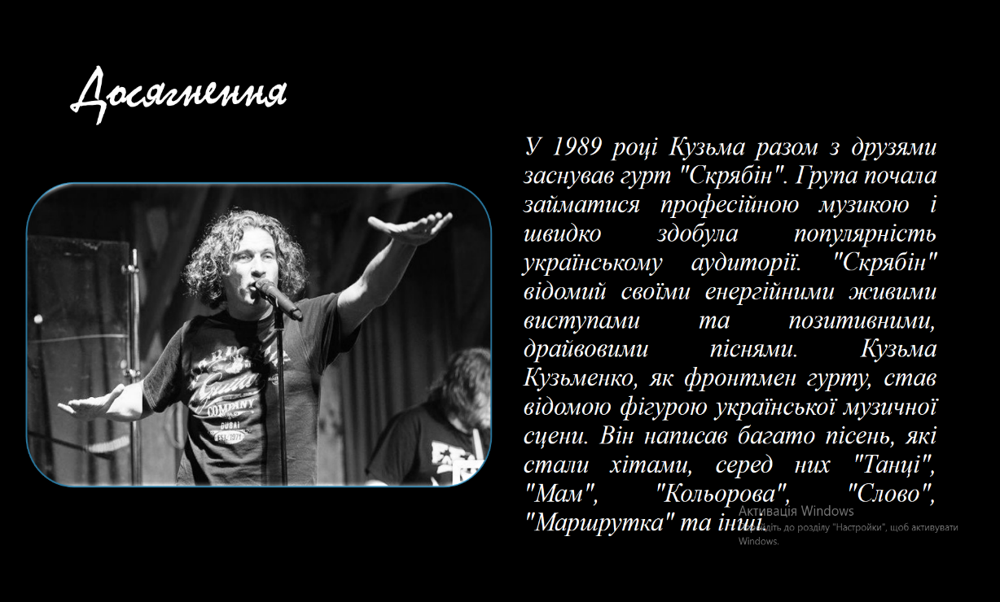 Досягнення
У 1989 році Кузьма разом з друзями
заснував гурт "Скрябін". Група почала
займатися професійною музикою і
швидко здобула популярність
українському аудиторії. "Скрябін"
відомий своїми енергійними живими
виступами та позитивними,
драйвовими піснями. Кузьма
Кузьменко, як фронтмен гурту, став
відомою фігурою української музичної
сцени. Він написав багато пісень, які
стали хітами, серед них "Танці",
"Мам", "Кольорова", "Слово",
"Маршрутка" та інші.
Активація Windows
до розділу "Настройки", щоб активувати
Windows.
COMPANY
DUBAI
EST. 1971